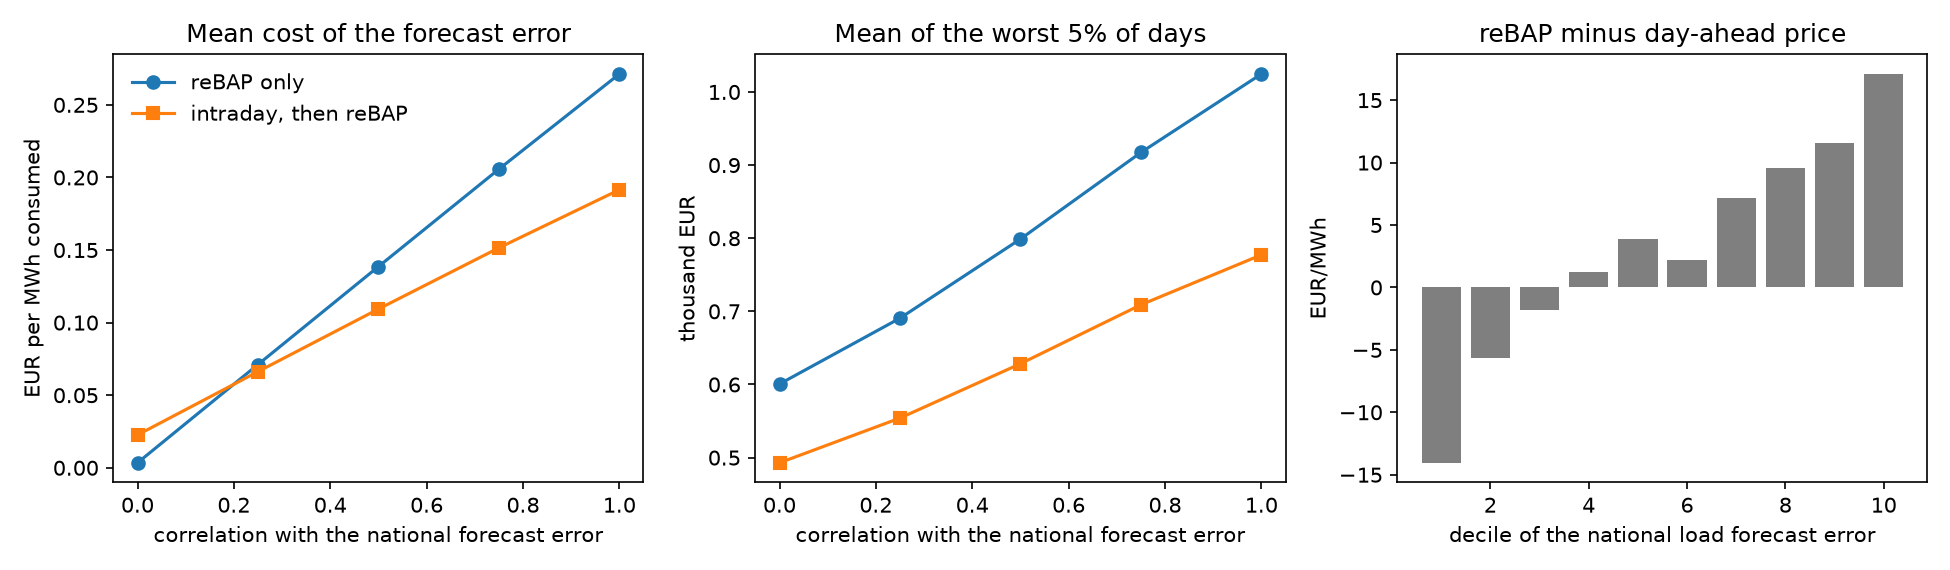 Mean cost of the forecast error
EUR per MWh consumed
0.25
0.20
0.15
0.10
0.05
0.00
reBAP only
intraday, then reBAP
0.0 0.2 0.4 0.6 0.8 1.0
correlation with the national forecast error
Mean of the worst 5% of days
thousand EUR
1.0
0.9
0.8
0.7
0.6
0.5
0.0 0.2 0.4 0.6 0.8 1.0
correlation with the national forecast error
reBAP minus day-ahead price
EUR/MWh
15
10
5
0
−5
−10
−15
2 4 6 8 10
decile of the national load forecast error